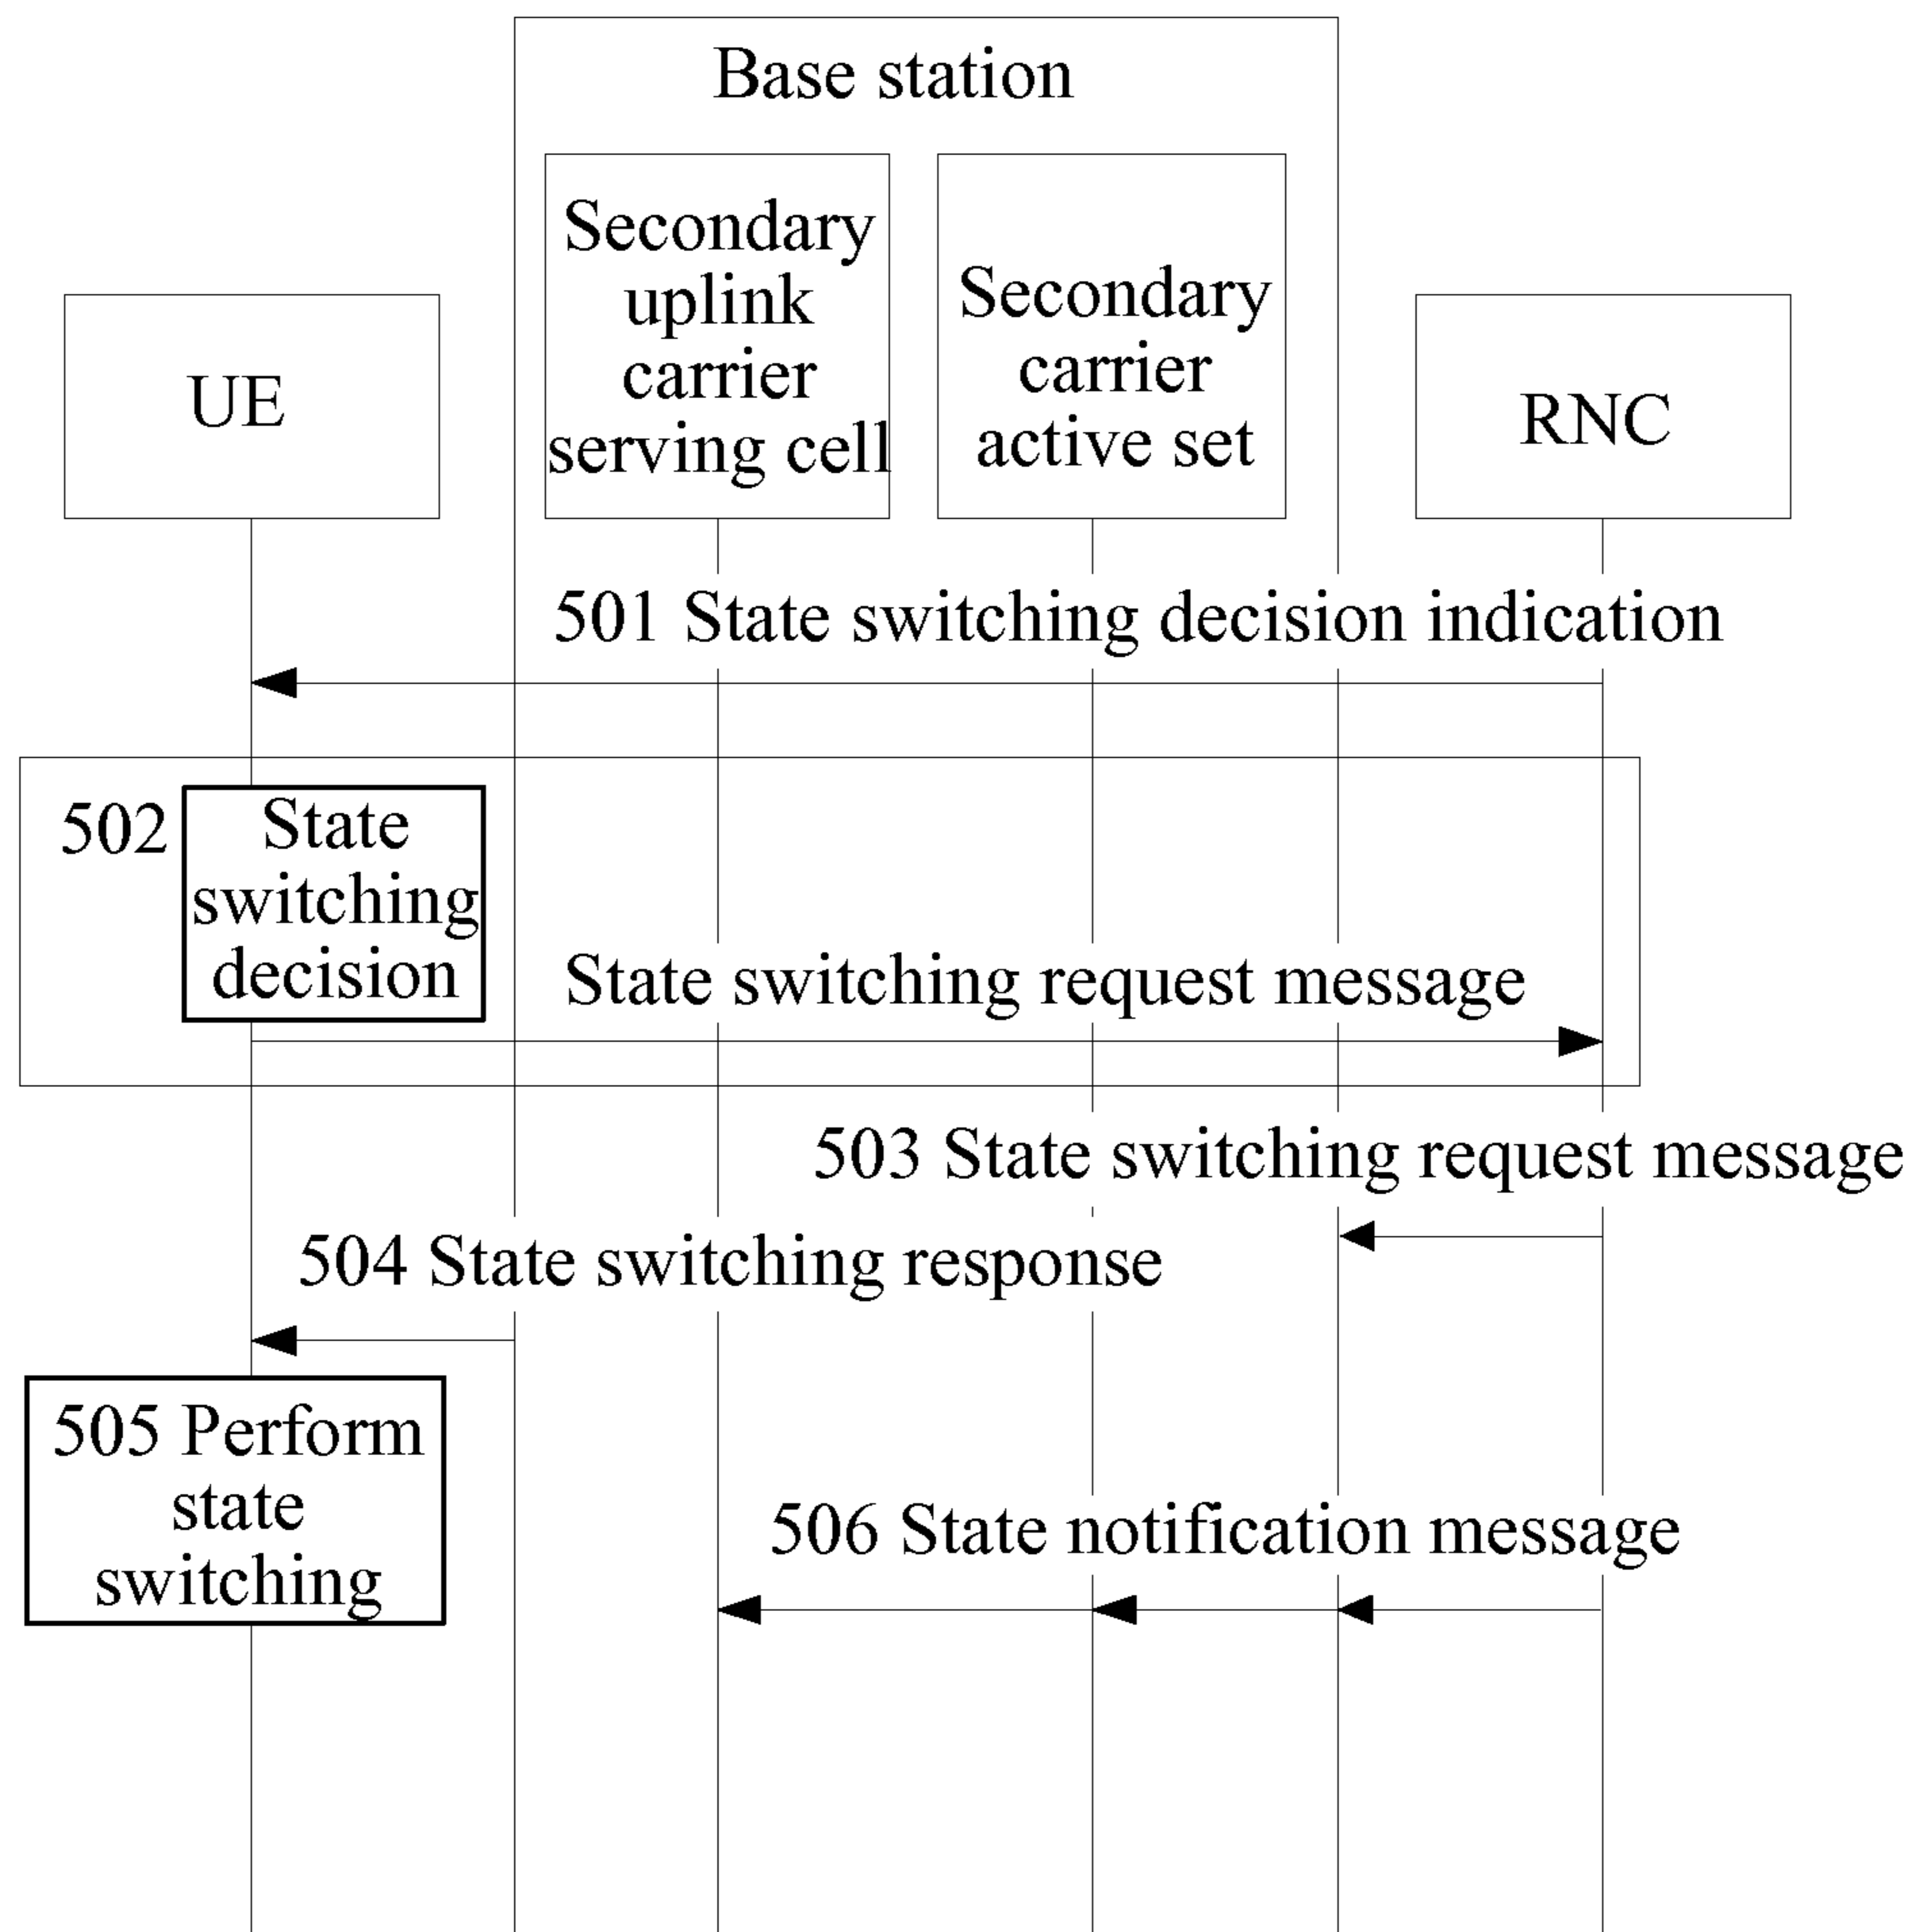 Base station
Secondary
uplink
carrier
serving cell
Secondary
carrier
active set
UE
RNC
501 State switching decision indication
502
State
switching
decision
State switching request message
503 State switching request message
504 State switching response
505 Perform
state
switching
506 State notification message